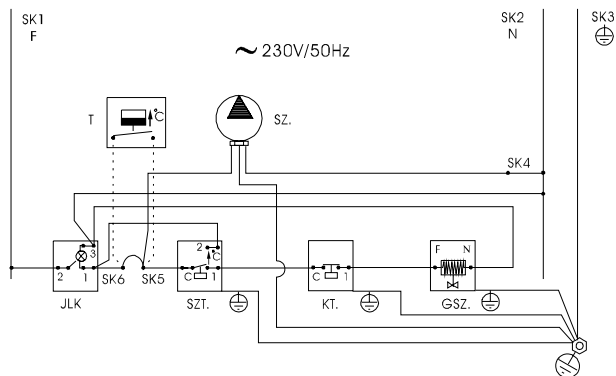 SK1
F
SK2
N
SK3
~ 230V/50Hz
T
°C
SZ.
SK4
2
3
1
JLK
SK6
SK5
2
°C
C
1
SZT.
C
1
KT.
F N
GSZ.